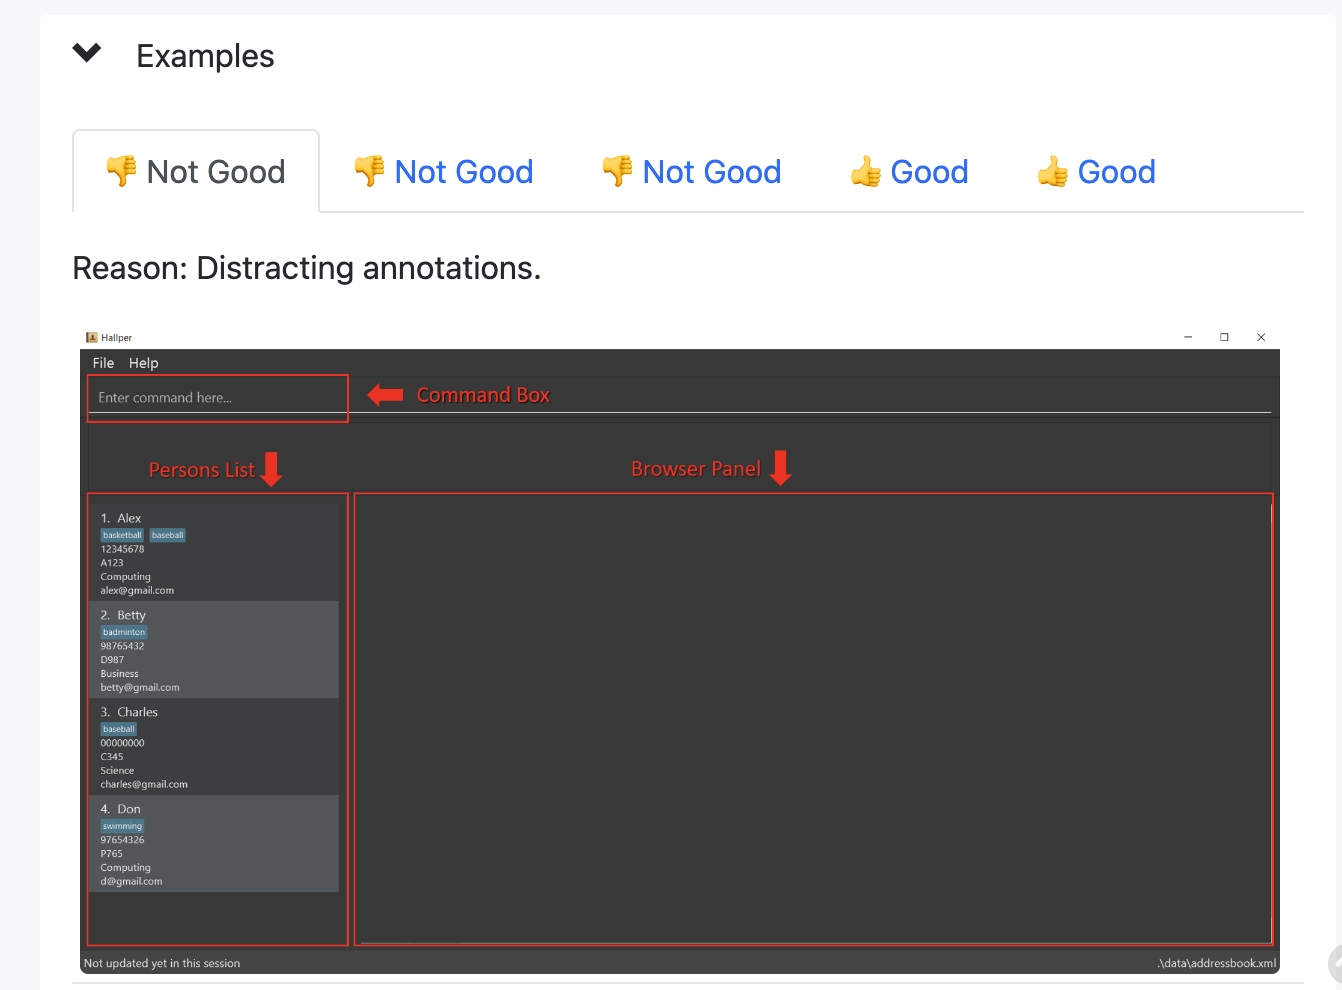 Examples
Not Good
Not Good
Not Good
Good
Good
Reason: Distracting annotations.
Hallper
File Help
Enter command here...
Command Box
Persons List
Browser Panel
1. Alex
basketball baseball
12345678
A123
Computing
alex@gmail.com
2. Betty
badminton
98765432
D987
Business
betty@gmail.com
3. Charles
baseball
00000000
C345
Science
charles@gmail.com
4. Don
swimming
97654326
P765
Computing
d@gmail.com
Not updated yet in this session
.\data\addressbook.xml